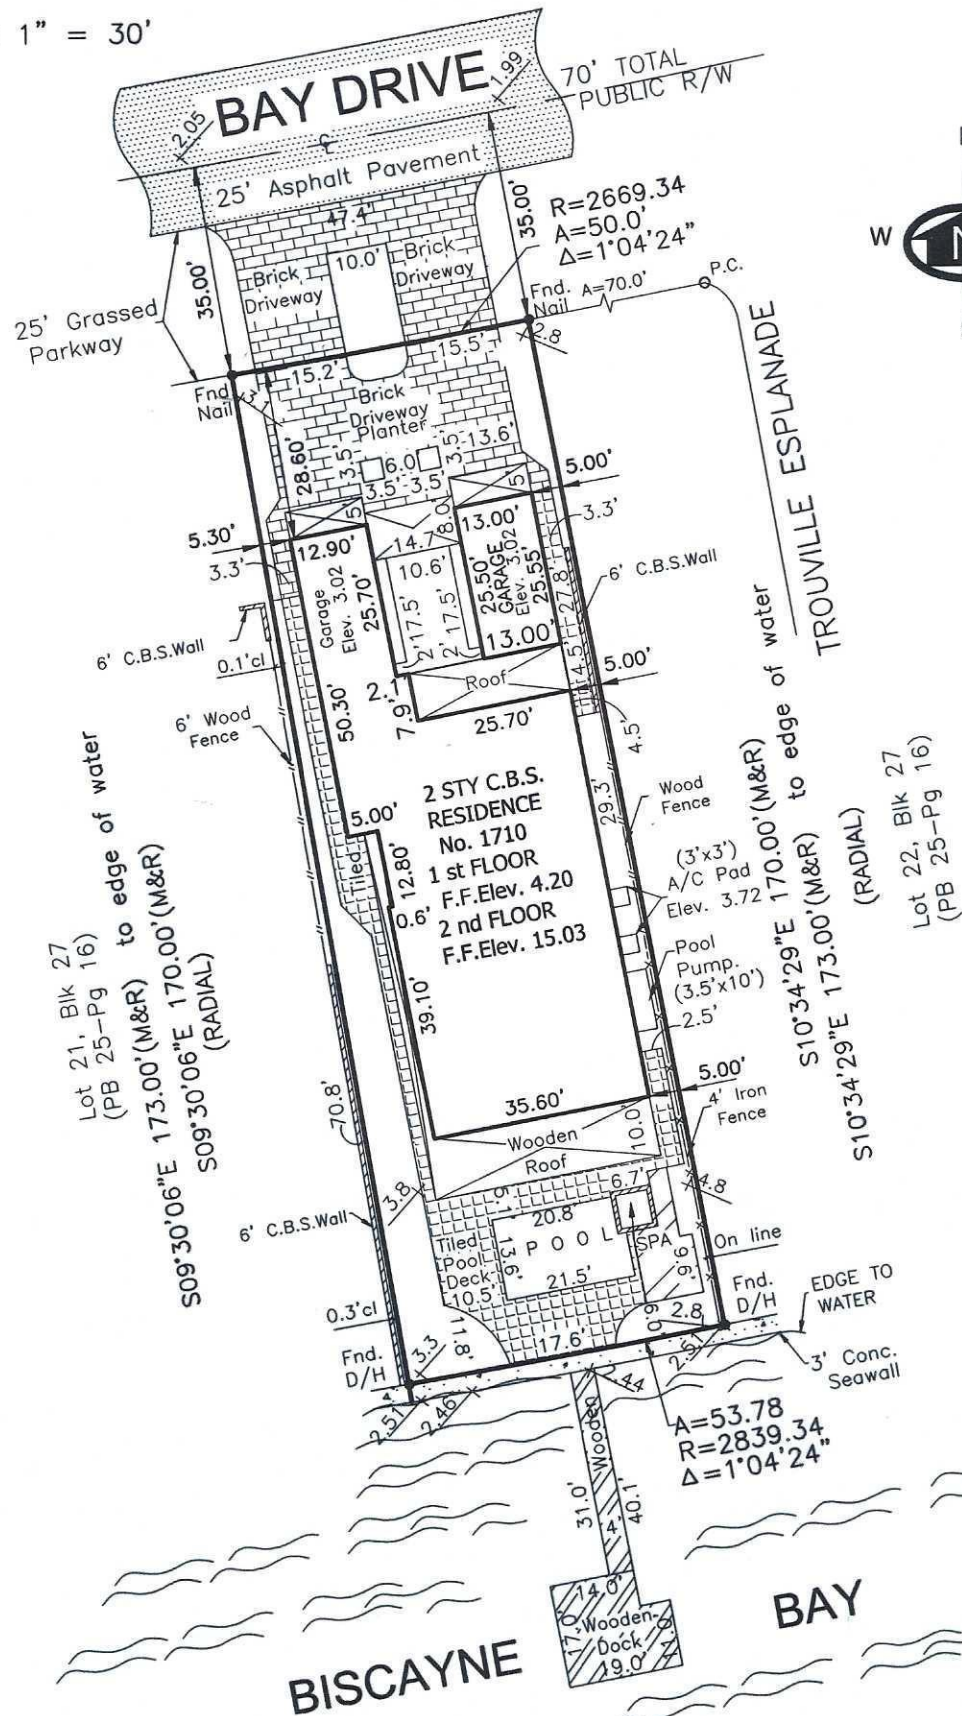 1" = 30'
BAY DRIVE
2.05
1.99
70' TOTAL
PUBLIC R/W
℄
25' Asphalt Pavement
47.4'
35.00'
35.00'
R=2669.34
A=50.0'
Δ=1°04'24"
W
N
10.0'
Brick
Driveway
Brick
Driveway
25' Grassed
Parkway
Fnd.
Nail
A=70.0'
P.C.
2.8
15.5'
15.2'
Fnd
Nail
3.1
Brick
Driveway
Planter
28.60'
3.5'
6.0'
3.5'
13.6'
3.5'
3.5'
5'
5'
5.00'
5.30'
3.3'
3.3'
12.90'
14.7'
8.0'
13.00'
10.6'
Garage
Elev. 3.02
25.70'
25.50'
GARAGE
Elev. 3.02
25.55'
27.8'
6' C.B.S.Wall
17.5'
17.5'
2'
2'
13.00'
4.5'
6' C.B.S.Wall
0.1'cl
Roof
5.00'
2.1'
7.9'
25.70'
4.5'
50.30'
6' Wood
Fence
TROUVILLE ESPLANADE
2 STY C.B.S.
RESIDENCE
No. 1710
1 st FLOOR
F.F.Elev. 4.20
2 nd FLOOR
F.F.Elev. 15.03
5.00'
12.80'
Tiled
0.6'
39.10'
29.3'
Wood
Fence
(3'x3')
A/C Pad
Elev. 3.72
Pool
Pump.
(3.5'x10')
2.5'
5.00'
4' Iron
Fence
Lot 21, Blk 27
(PB 25-Pg 16)
S09°30'06"E 173.00'(M&R) to edge of water
S09°30'06"E 170.00'(M&R)
(RADIAL)
S10°34'29"E 170.00'(M&R)
S10°34'29"E 173.00'(M&R) to edge of water
(RADIAL)
Lot 22, Blk 27
(PB 25-Pg 16)
70.8'
35.60'
Wooden
Roof
10.0'
3.8
6.7'
4.8
20.8'
13.6'
P O O L
SPA
21.5'
Tiled
Pool
Deck
10.5'
9.6'
On line
6' C.B.S.Wall
0.3'cl
11.8'
17.6'
6.0'
2.8
Fnd.
D/H
EDGE TO
WATER
3' Conc.
Seawall
Fnd.
D/H
3.3
2.51
2.46
2.51
A=53.78
R=2839.34
Δ=1°04'24"
Wooden
31.0'
4'
40.1'
14.0'
17.0'
Wooden
Dock
19.0'
BISCAYNE
BAY